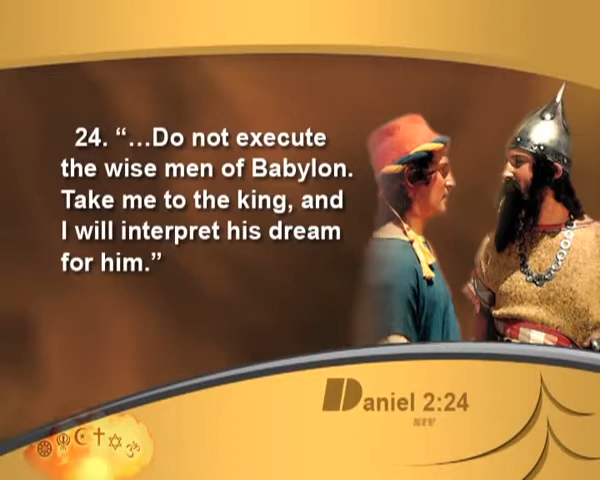 24. “…Do not execute
the wise men of Babylon.
Take me to the king, and
I will interpret his dream
for him.”
Daniel 2:24
NIV